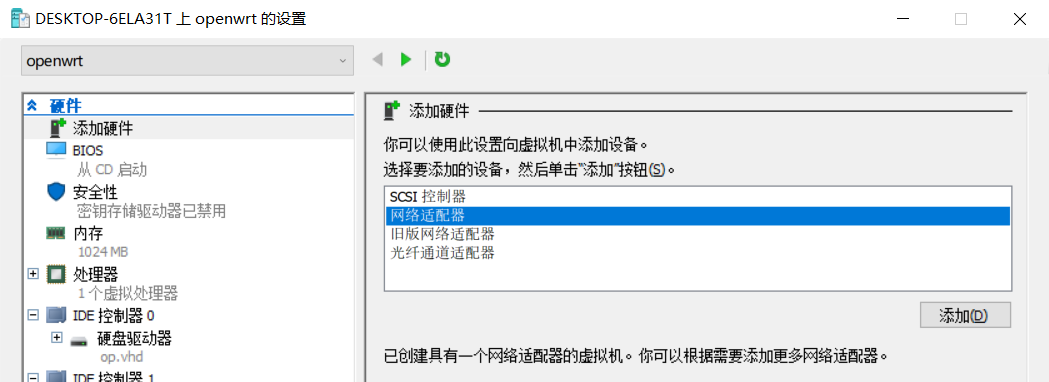 DESKTOP-6ELA31T 上 openwrt 的设置
openwrt
硬件
添加硬件
BIOS
从 CD 启动
安全性
密钥存储驱动器已禁用
内存
1024 MB
处理器
1 个虚拟处理器
IDE 控制器 0
硬盘驱动器
op.vhd
IDE 控制器 1
添加硬件
你可以使用此设置向虚拟机中添加设备。
选择要添加的设备，然后单击“添加”按钮(S)。
SCSI 控制器
网络适配器
旧版网络适配器
光纤通道适配器
添加(D)
已创建具有一个网络适配器的虚拟机。你可以根据需要添加更多网络适配器。